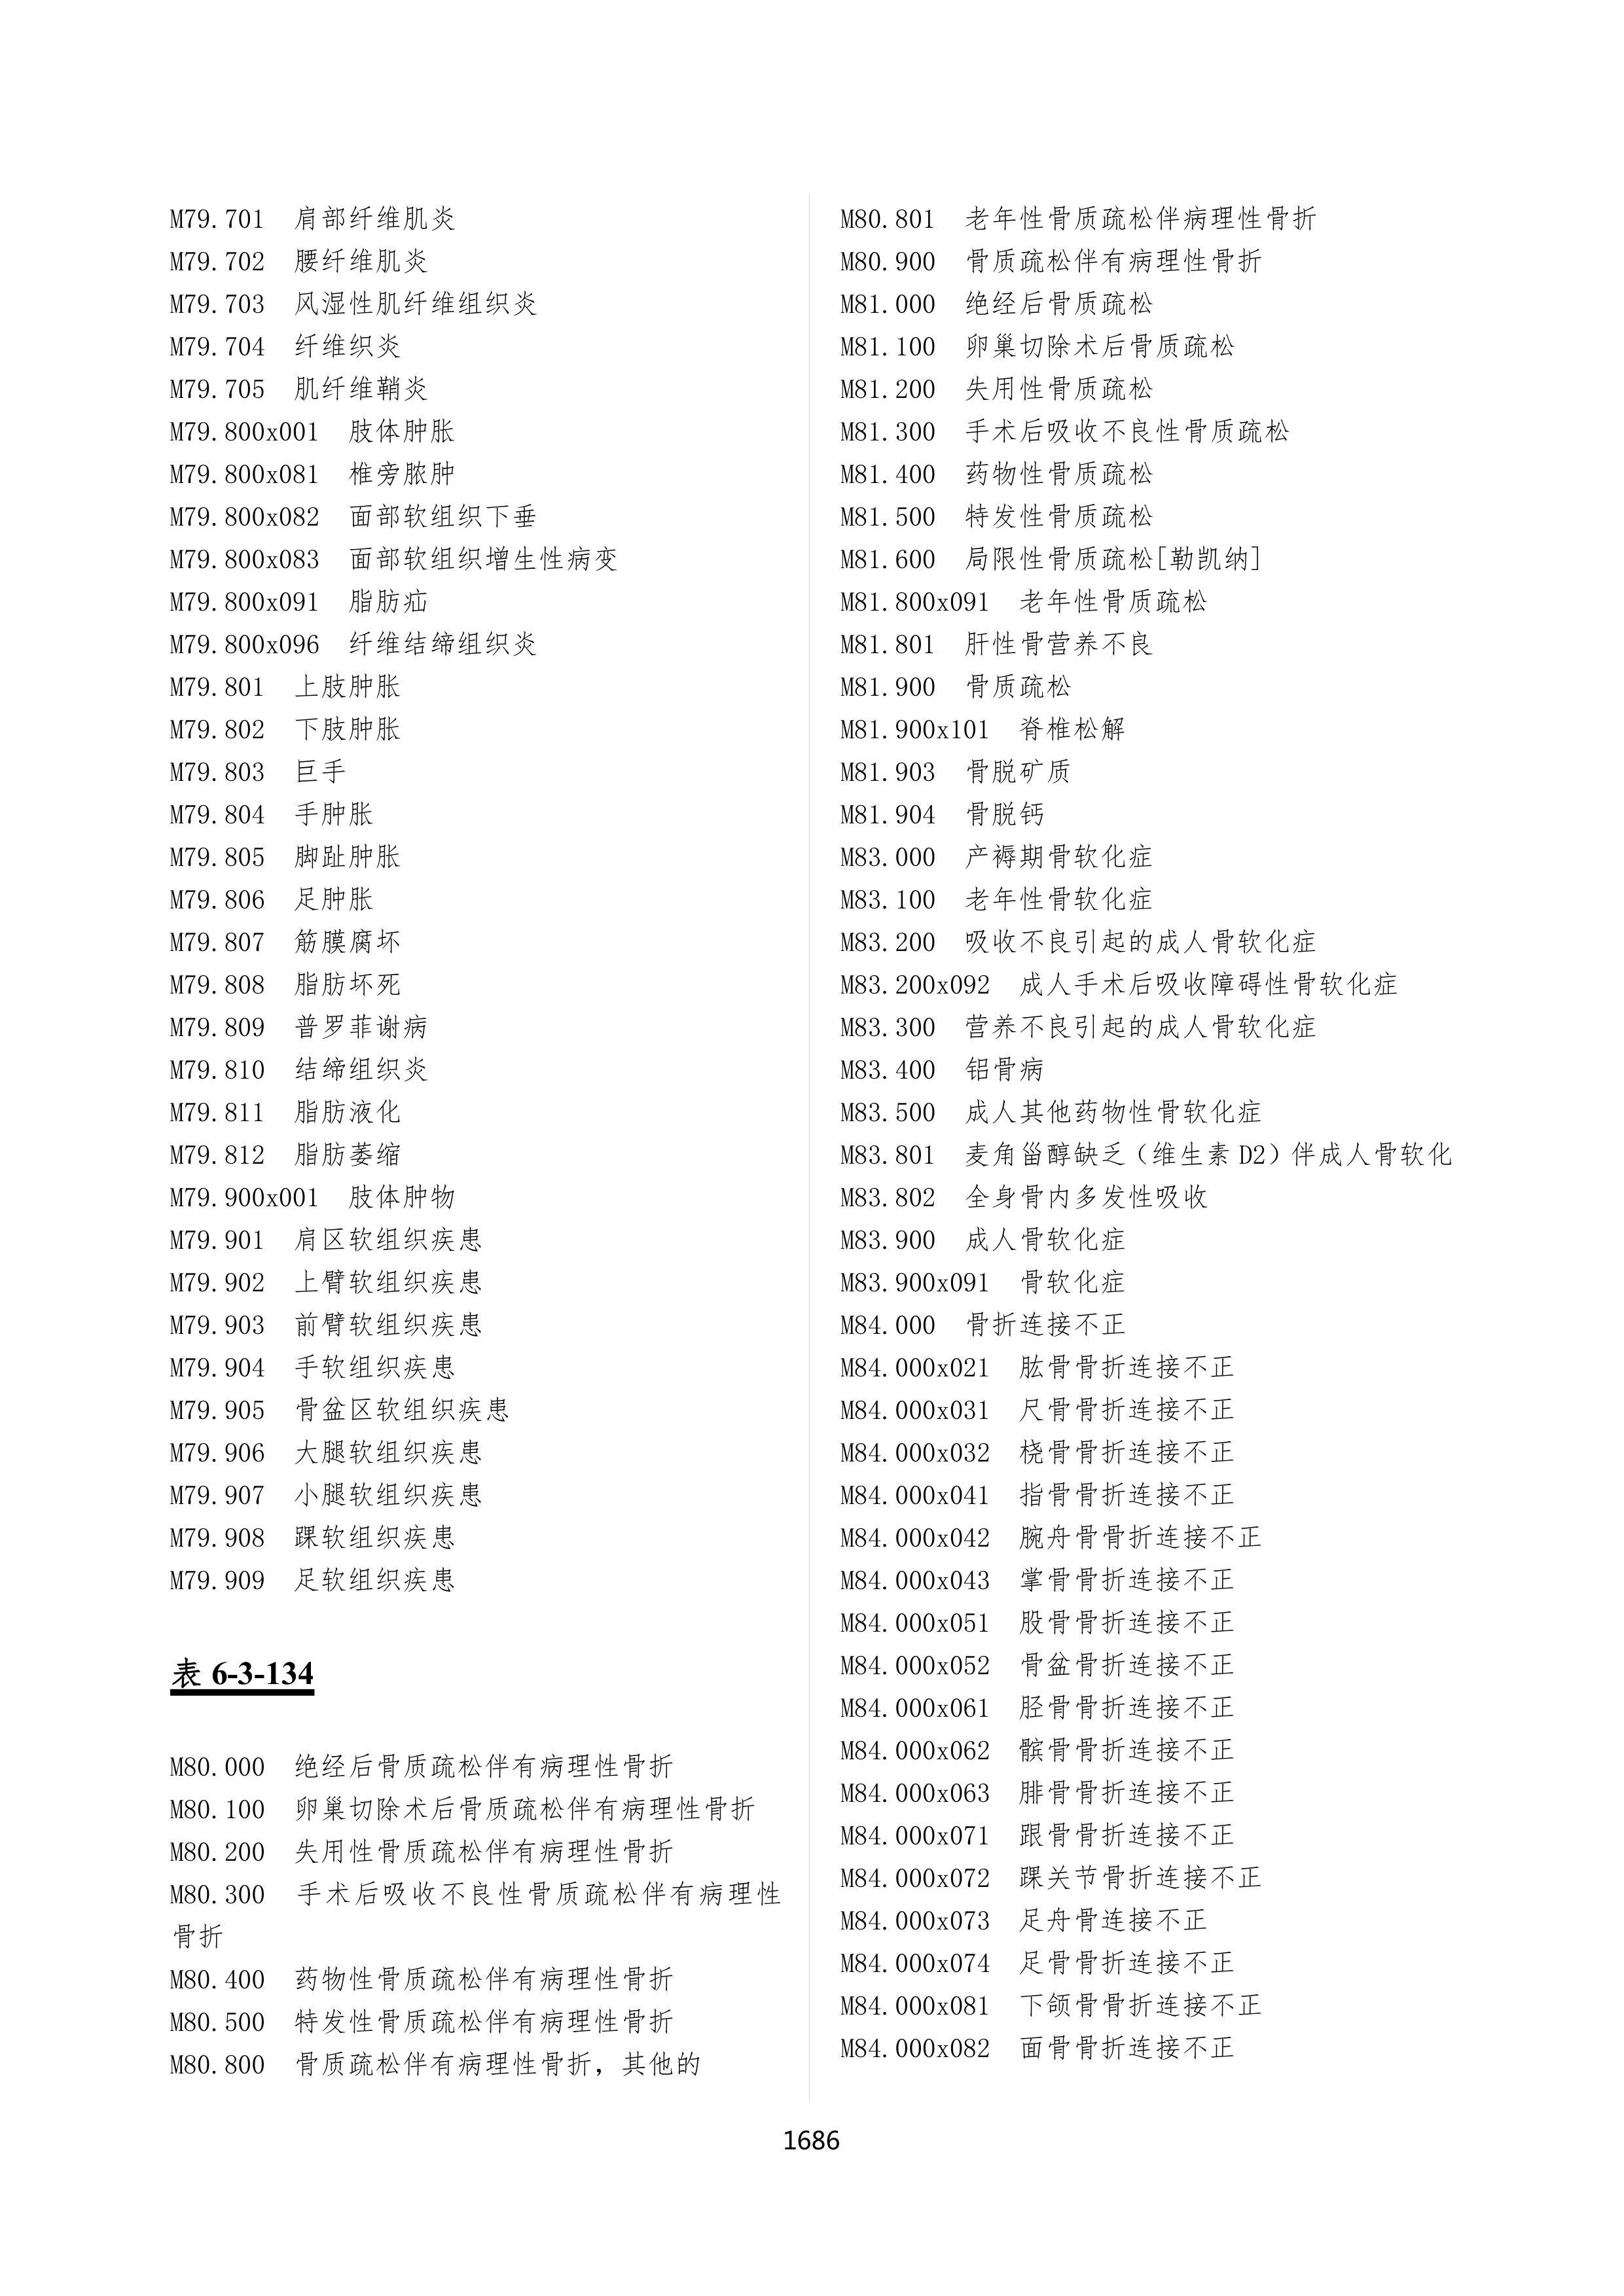 M79.701 肩部纤维肌炎
M79.702 腰纤维肌炎
M79.703 风湿性肌纤维组织炎
M79.704 纤维织炎
M79.705 肌纤维鞘炎
M79.800x001 肢体肿胀
M79.800x081 椎旁脓肿
M79.800x082 面部软组织下垂
M79.800x083 面部软组织增生性病变
M79.800x091 脂肪疝
M79.800x096 纤维结缔组织炎
M79.801 上肢肿胀
M79.802 下肢肿胀
M79.803 巨手
M79.804 手肿胀
M79.805 脚趾肿胀
M79.806 足肿胀
M79.807 筋膜腐坏
M79.808 脂肪坏死
M79.809 普罗菲谢病
M79.810 结缔组织炎
M79.811 脂肪液化
M79.812 脂肪萎缩
M79.900x001 肢体肿物
M79.901 肩区软组织疾患
M79.902 上臂软组织疾患
M79.903 前臂软组织疾患
M79.904 手软组织疾患
M79.905 骨盆区软组织疾患
M79.906 大腿软组织疾患
M79.907 小腿软组织疾患
M79.908 踝软组织疾患
M79.909 足软组织疾患
表 6-3-134
M80.000 绝经后骨质疏松伴有病理性骨折
M80.100 卵巢切除术后骨质疏松伴有病理性骨折
M80.200 失用性骨质疏松伴有病理性骨折
M80.300 手术后吸收不良性骨质疏松伴有病理性
骨折
M80.400 药物性骨质疏松伴有病理性骨折
M80.500 特发性骨质疏松伴有病理性骨折
M80.800 骨质疏松伴有病理性骨折，其他的
M80.801 老年性骨质疏松伴病理性骨折
M80.900 骨质疏松伴有病理性骨折
M81.000 绝经后骨质疏松
M81.100 卵巢切除术后骨质疏松
M81.200 失用性骨质疏松
M81.300 手术后吸收不良性骨质疏松
M81.400 药物性骨质疏松
M81.500 特发性骨质疏松
M81.600 局限性骨质疏松[勒凯纳]
M81.800x091 老年性骨质疏松
M81.801 肝性骨营养不良
M81.900 骨质疏松
M81.900x101 脊椎松解
M81.903 骨脱矿质
M81.904 骨脱钙
M83.000 产褥期骨软化症
M83.100 老年性骨软化症
M83.200 吸收不良引起的成人骨软化症
M83.200x092 成人手术后吸收障碍性骨软化症
M83.300 营养不良引起的成人骨软化症
M83.400 铝骨病
M83.500 成人其他药物性骨软化症
M83.801 麦角甾醇缺乏（维生素 D2）伴成人骨软化
M83.802 全身骨内多发性吸收
M83.900 成人骨软化症
M83.900x091 骨软化症
M84.000 骨折连接不正
M84.000x021 肱骨骨折连接不正
M84.000x031 尺骨骨折连接不正
M84.000x032 桡骨骨折连接不正
M84.000x041 指骨骨折连接不正
M84.000x042 腕舟骨骨折连接不正
M84.000x043 掌骨骨折连接不正
M84.000x051 股骨骨折连接不正
M84.000x052 骨盆骨折连接不正
M84.000x061 胫骨骨折连接不正
M84.000x062 髌骨骨折连接不正
M84.000x063 腓骨骨折连接不正
M84.000x071 跟骨骨折连接不正
M84.000x072 踝关节骨折连接不正
M84.000x073 足舟骨连接不正
M84.000x074 足骨骨折连接不正
M84.000x081 下颌骨骨折连接不正
M84.000x082 面骨骨折连接不正
1686